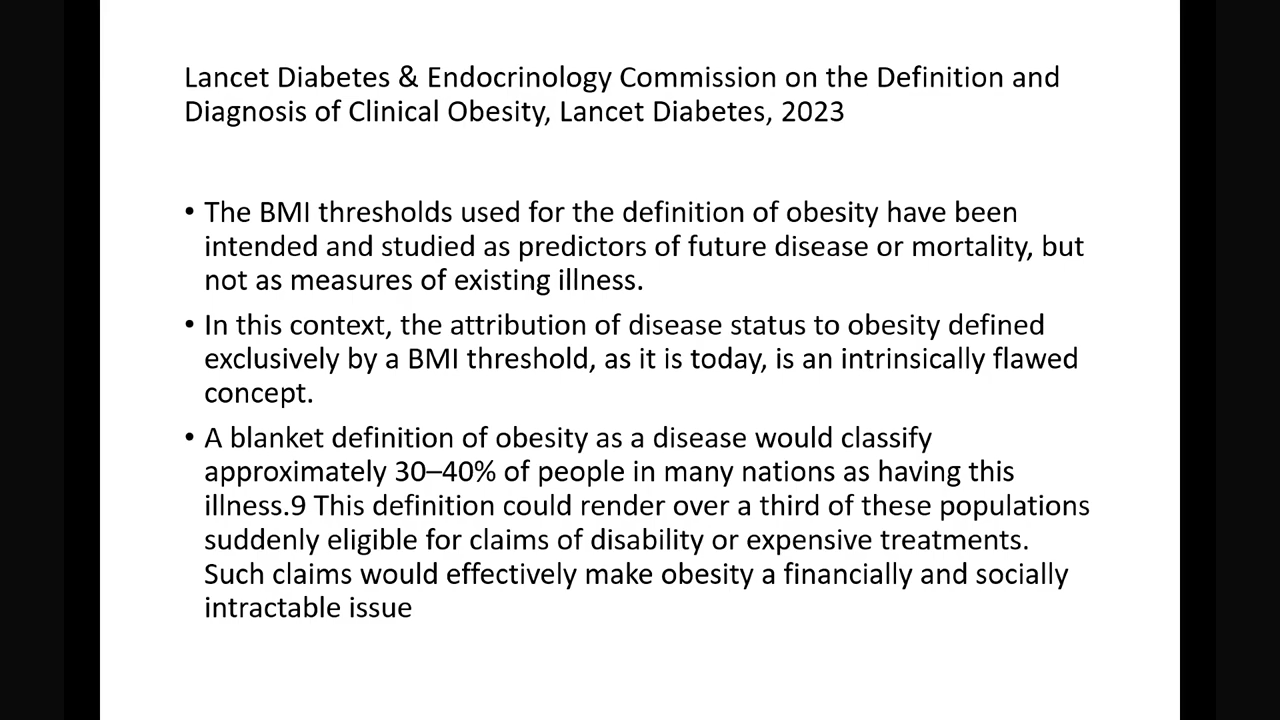 Lancet Diabetes & Endocrinology Commission on the Definition and
Diagnosis of Clinical Obesity, Lancet Diabetes, 2023
• The BMI thresholds used for the definition of obesity have been
intended and studied as predictors of future disease or mortality, but
not as measures of existing illness.
• In this context, the attribution of disease status to obesity defined
exclusively by a BMI threshold, as it is today, is an intrinsically flawed
concept.
• A blanket definition of obesity as a disease would classify
approximately 30–40% of people in many nations as having this
illness.9 This definition could render over a third of these populations
suddenly eligible for claims of disability or expensive treatments.
Such claims would effectively make obesity a financially and socially
intractable issue